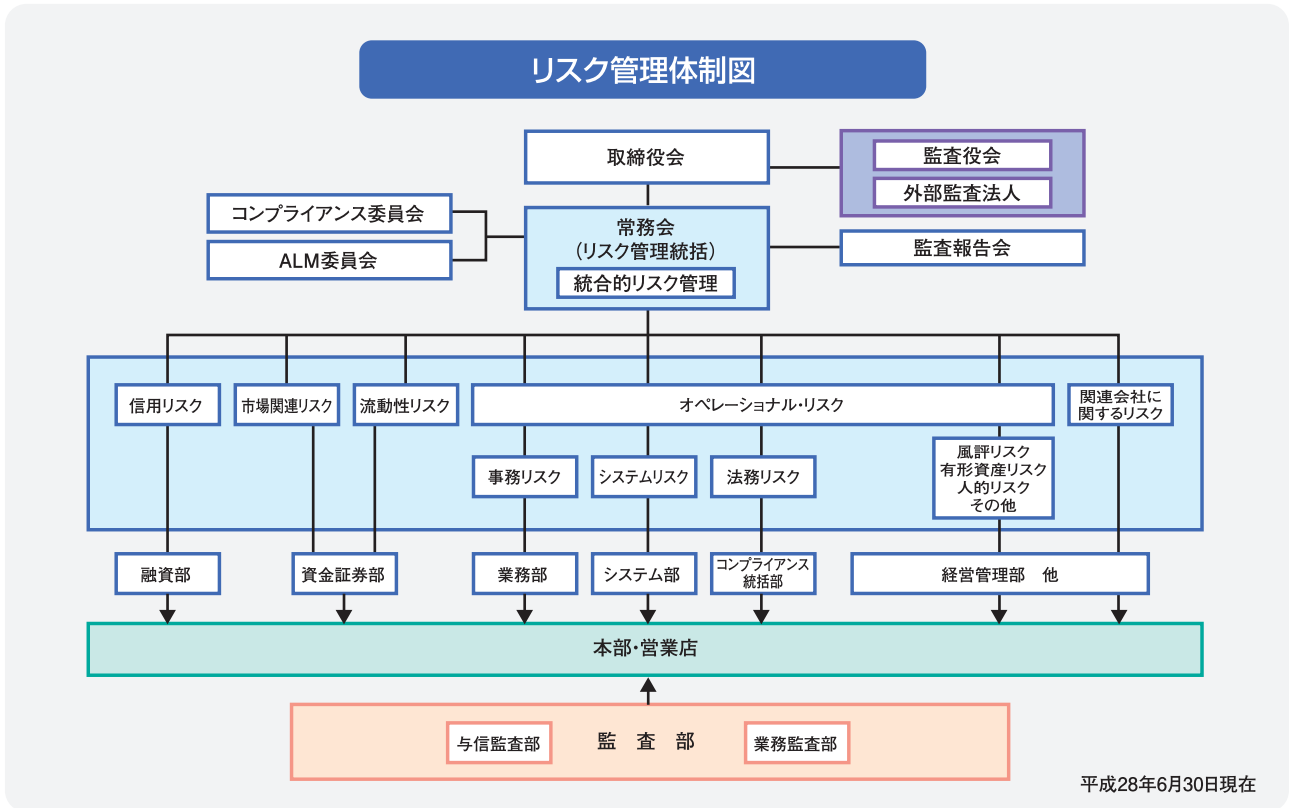 リスク管理体制図
取締役会
監査役会
外部監査法人
コンプライアンス委員会
ALM委員会
常務会
(リスク管理統括)
統合的リスク管理
監査報告会
信用リスク
市場関連リスク
流動性リスク
オペレーショナル・リスク
関連会社に
関するリスク
事務リスク
システムリスク
法務リスク
風評リスク
有形資産リスク
人的リスク
その他
融資部
資金証券部
業務部
システム部
コンプライアンス
統括部
経営管理部　他
本部・営業店
与信監査部
監　査　部
業務監査部
平成28年6月30日現在